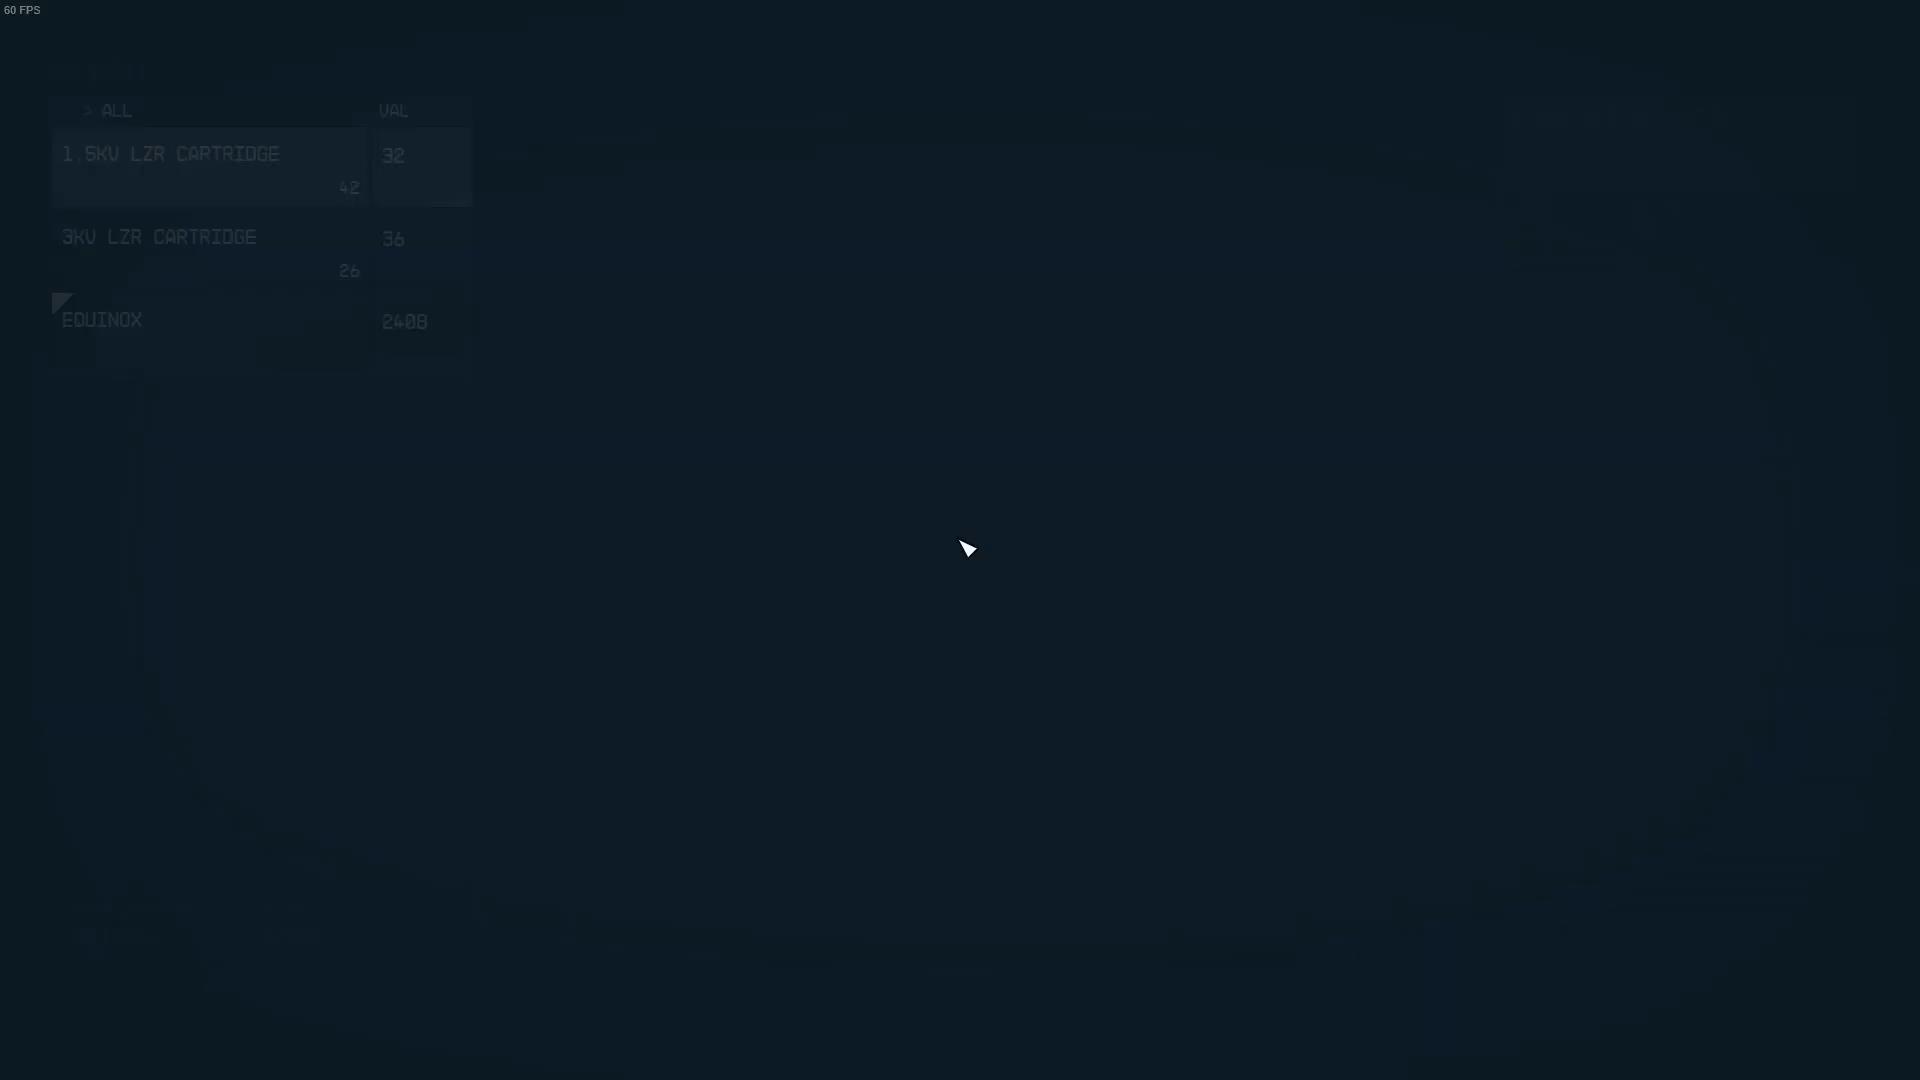 60 FPS
> ALL VAL
1.5KV LZR CARTRIDGE 32
42
3KV LZR CARTRIDGE 36
26
EQUINOX 2408